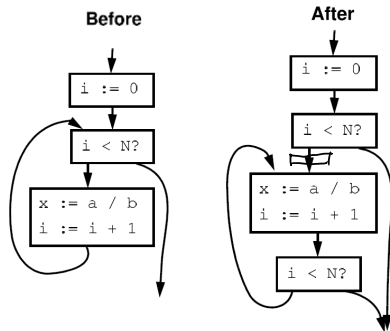 Before
i := 0
i < N?
x := a / b
i := i + 1
After
i := 0
i < N?
x := a / b
i := i + 1
i < N?